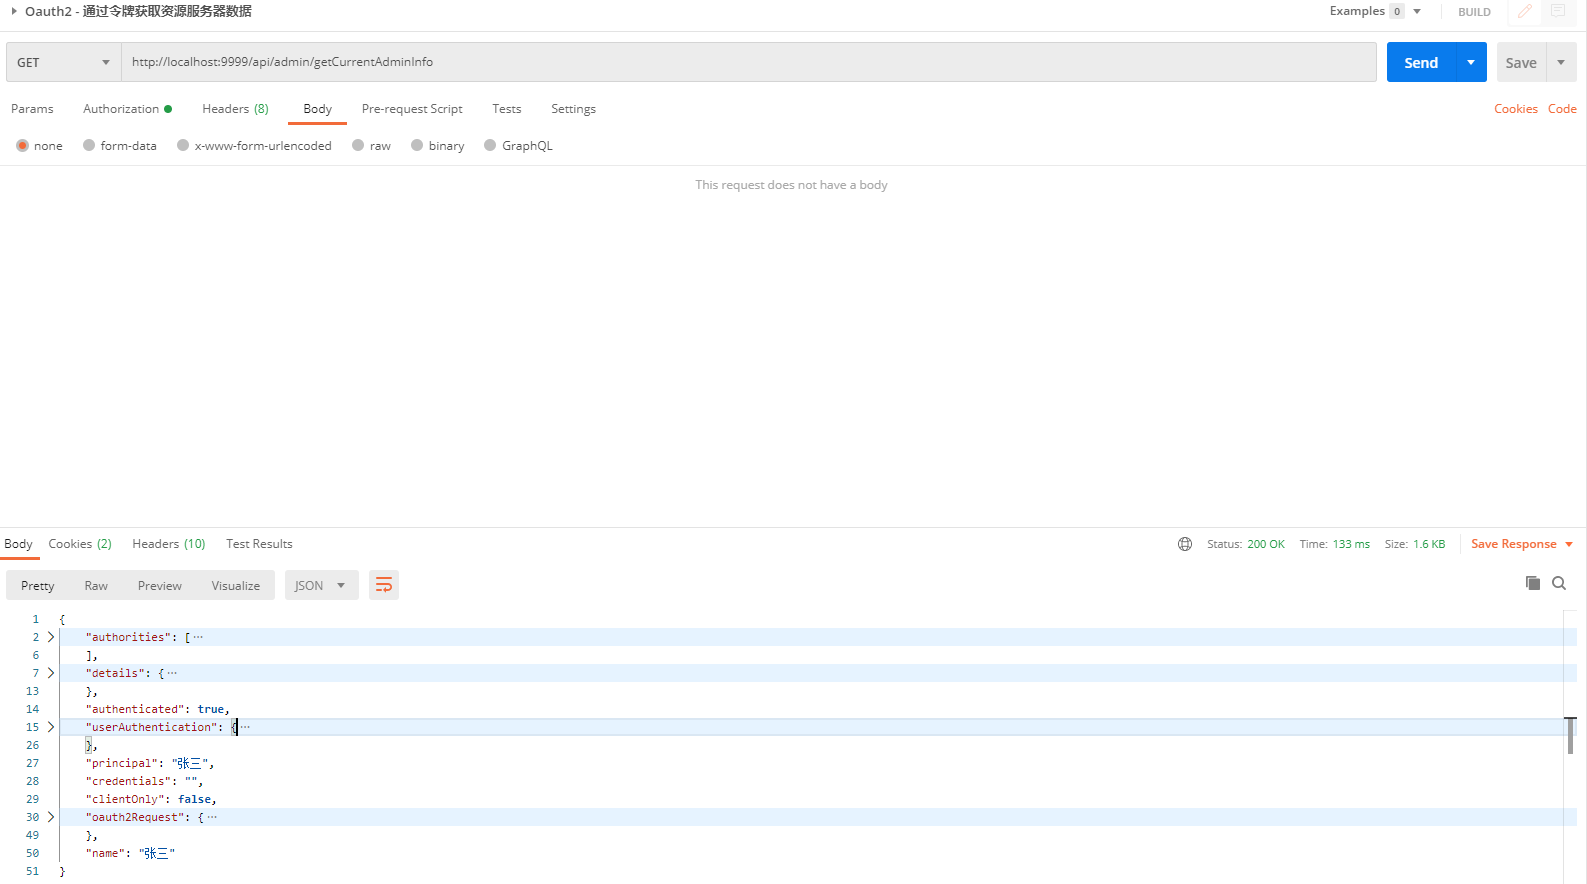 Oauth2 - 通过令牌获取资源服务器数据 Examples 0 BUILD
GET http://localhost:9999/api/admin/getCurrentAdminInfo Send Save
Params Authorization Headers (8) Body Pre-request Script Tests Settings Cookies Code
none form-data x-www-form-urlencoded raw binary GraphQL
This request does not have a body
Body Cookies (2) Headers (10) Test Results Status: 200 OK Time: 133 ms Size: 1.6 KB Save Response
Pretty Raw Preview Visualize JSON
1 {
2 "authorities": [ ···
6 ],
7 "details": { ···
13 },
14 "authenticated": true,
15 "userAuthentication": { ···
26 },
27 "principal": "张三",
28 "credentials": "",
29 "clientOnly": false,
30 "oauth2Request": { ···
49 },
50 "name": "张三"
51 }